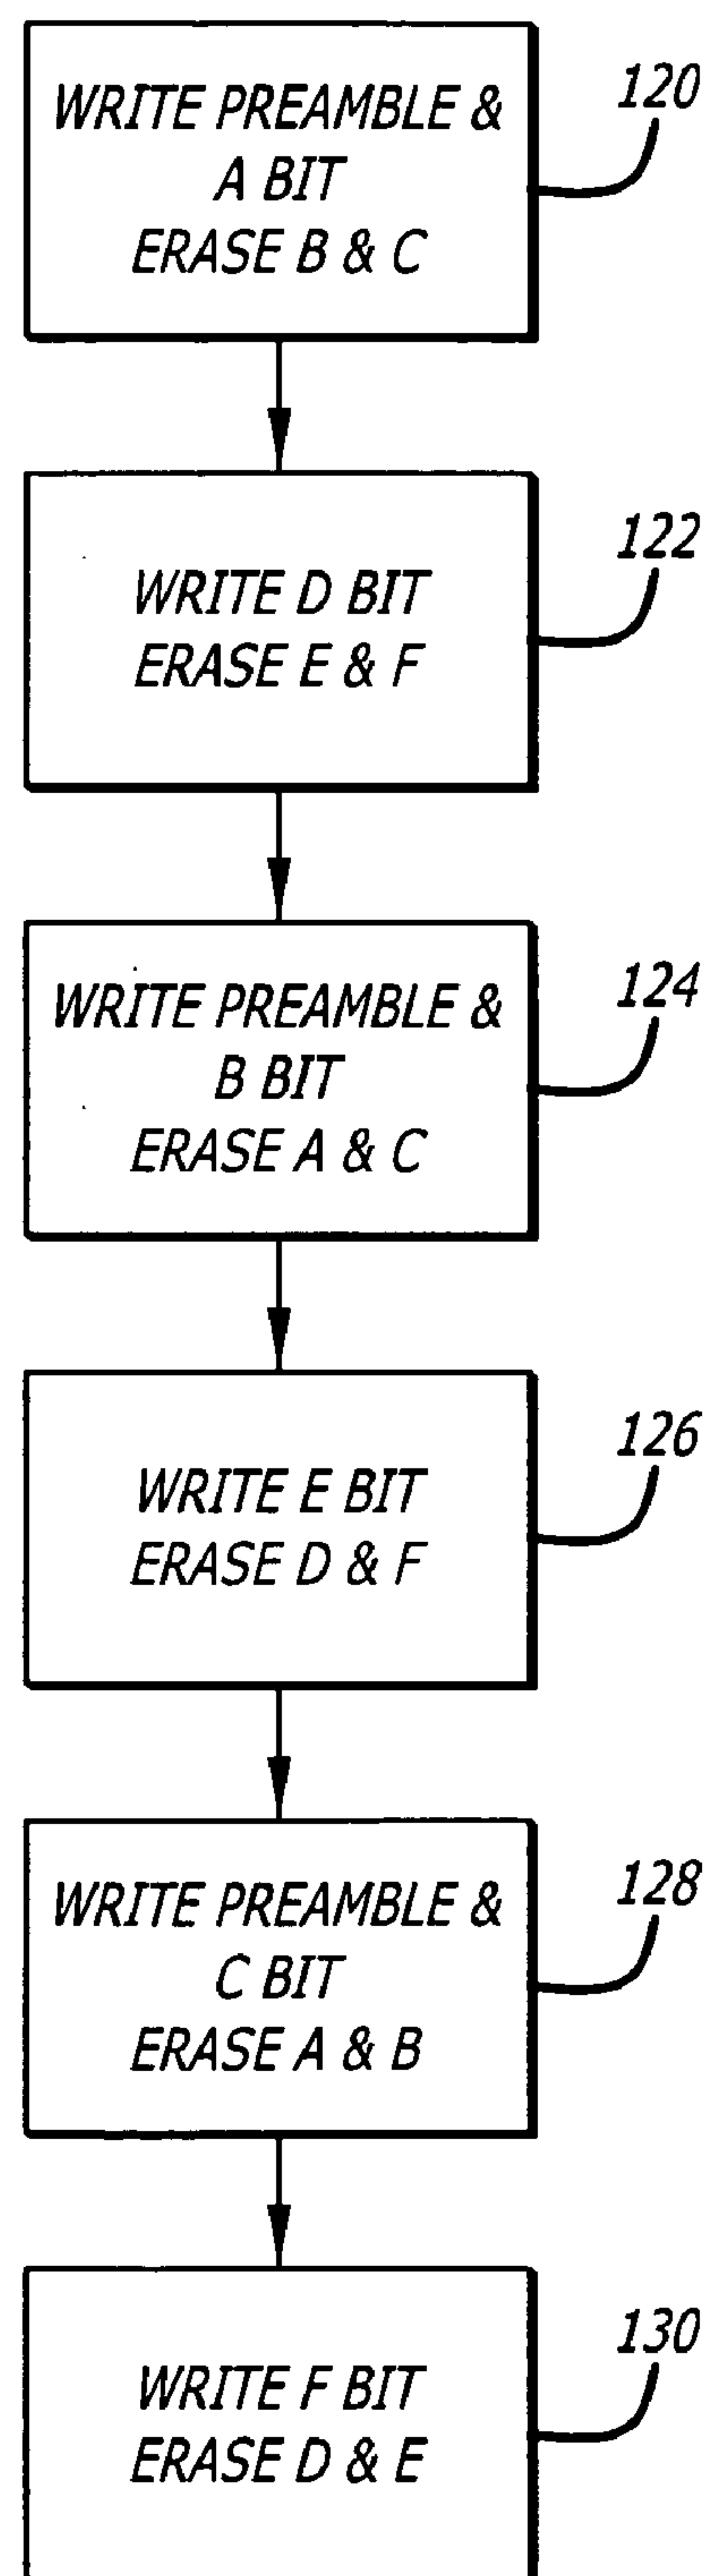 WRITE PREAMBLE &
A BIT
ERASE B & C
120
WRITE D BIT
ERASE E & F
122
WRITE PREAMBLE &
B BIT
ERASE A & C
124
WRITE E BIT
ERASE D & F
126
WRITE PREAMBLE &
C BIT
ERASE A & B
128
WRITE F BIT
ERASE D & E
130